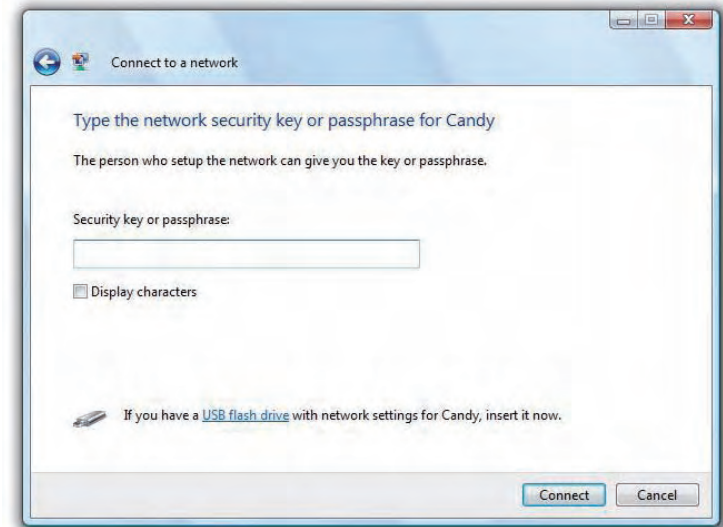 Connect to a network
Type the network security key or passphrase for Candy
The person who setup the network can give you the key or passphrase.
Security key or passphrase:
Display characters
If you have a USB flash drive with network settings for Candy, insert it now.
Connect Cancel